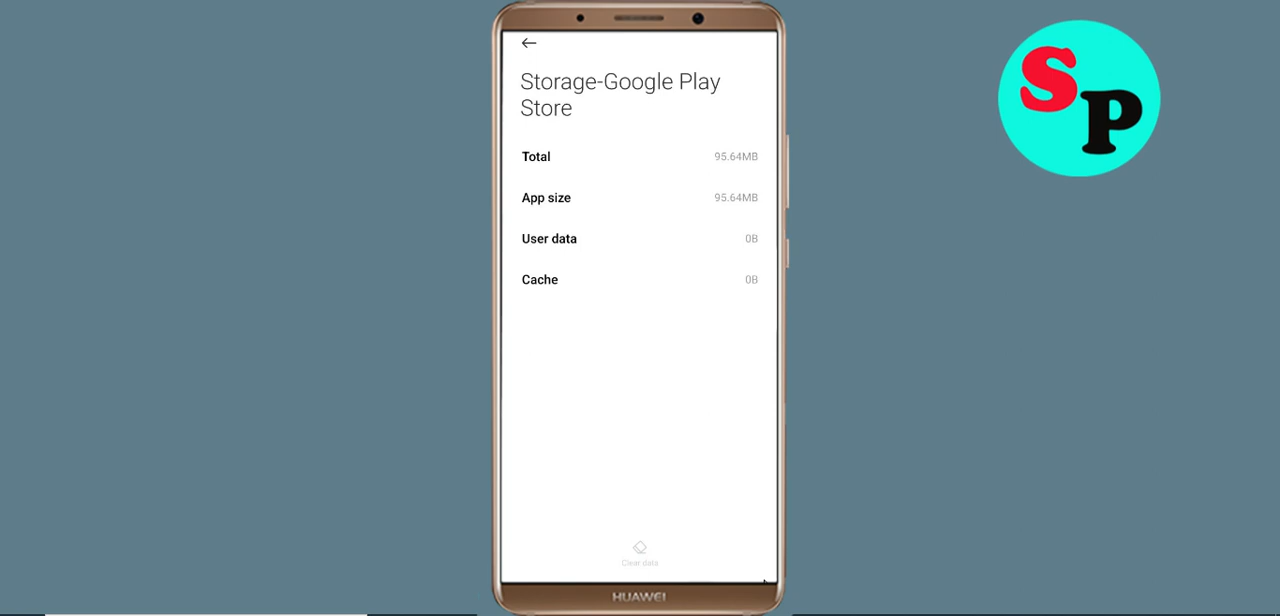 Storage-Google Play
Store
Total 95.64MB
App size 95.64MB
User data 0B
Cache 0B
Clear data
HUAWEI
SP